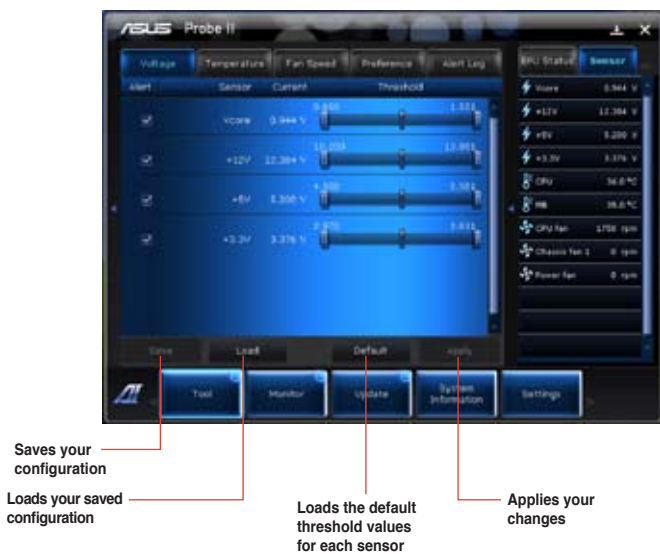 ASUS Probe II
Voltage Temperature Fan Speed Preference Alert Log
EPU Status Sensor
Alert Sensor Current Threshold
Vcore 0.944 V
+12V 12.384 V
+5V
+3.3V 3.376 V
Vcore 0.944 V
+12V 12.384 V
+5V 5.200 V
+3.3V 3.376 V
CPU 36.0 °C
MB
CPU Fan 1758 rpm
Chassis Fan 1 0 rpm
Power Fan 0 rpm
Save Load Default Apply
Tool Monitor Update System Information Settings
Saves your
configuration
Loads your saved
configuration
Loads the default
threshold values
for each sensor
Applies your
changes